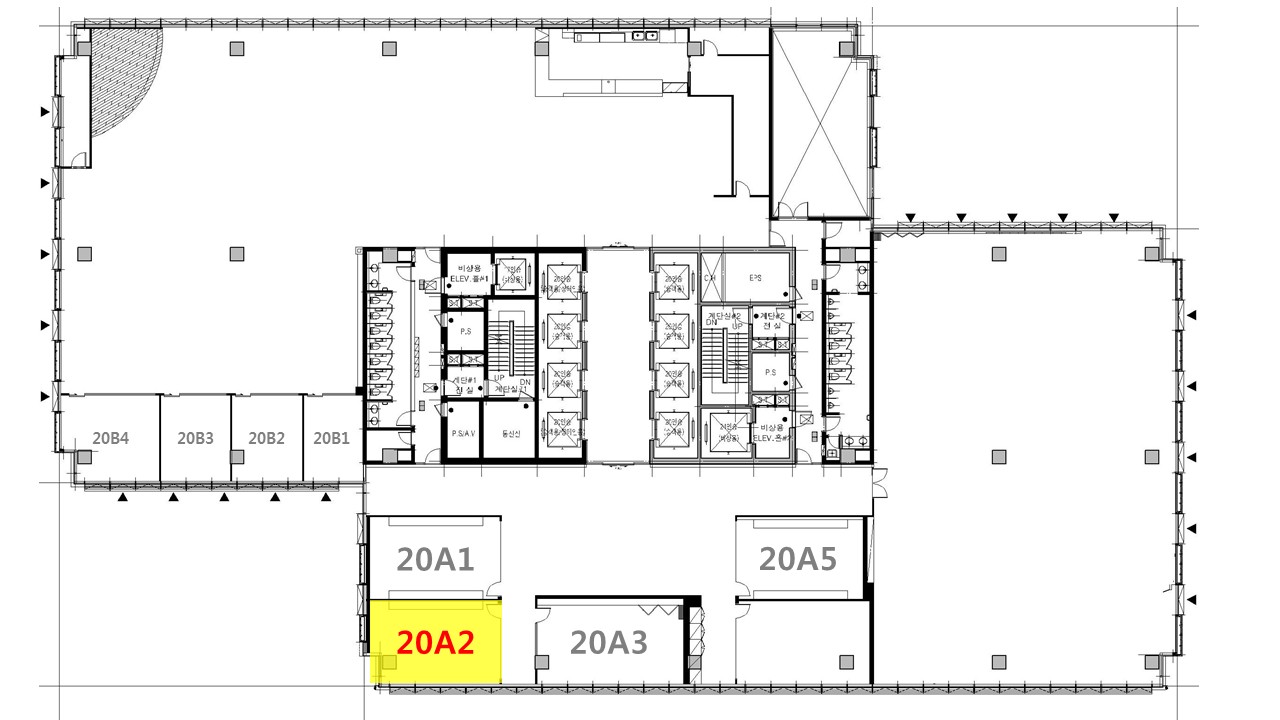 비상용
ELEV.홀#1
EPS
P.S
계단실#2
DN
UP
계단#2
전 실
계단#1
전 실
UP
DN
계단실#1
P.S
P.S/A.V
통신실
비상용
ELEV.홀#2
20B4
20B3
20B2
20B1
20A1
20A5
20A2
20A3